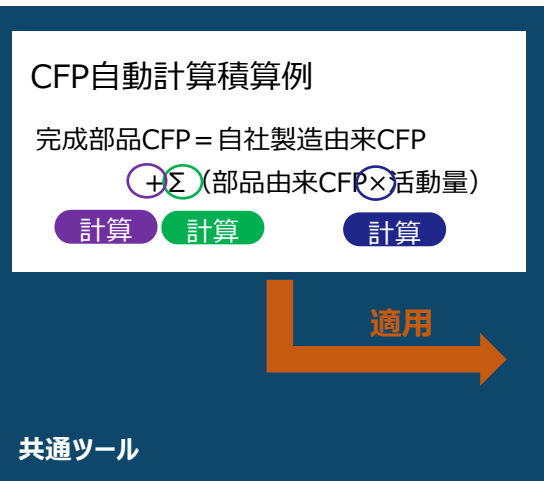 CFP自動計算積算例
完成部品CFP＝自社製造由来CFP
＋Σ（部品由来CFP×活動量）
計算 計算 計算
適用
共通ツール